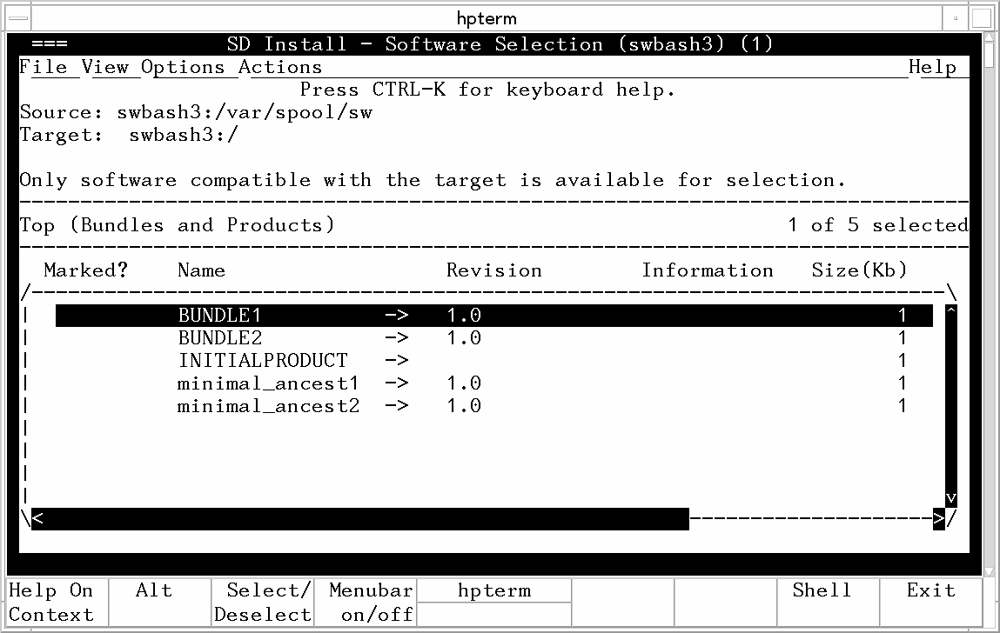 hpterm
=== SD Install - Software Selection (swbash3) (1)
File View Options Actions Help
Press CTRL-K for keyboard help.
Source: swbash3:/var/spool/sw
Target: swbash3:/
Only software compatible with the target is available for selection.
Top (Bundles and Products) 1 of 5 selected
Marked? Name Revision Information Size(Kb)
BUNDLE1 -> 1.0 1
BUNDLE2 -> 1.0 1
INITIALPRODUCT -> 1
minimal_ancest1 -> 1.0 1
minimal_ancest2 -> 1.0 1
Help On Alt Select/ Menubar hpterm Shell Exit
Context Deselect on/off